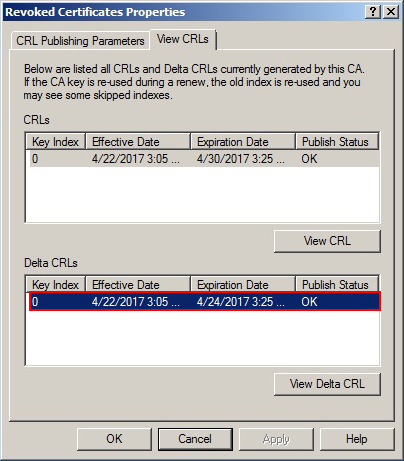 Revoked Certificates Properties
CRL Publishing Parameters View CRLs
Below are listed all CRLs and Delta CRLs currently generated by this CA.
If the CA key is re-used during a renew, the old index is re-used and you
may see some skipped indexes.
CRLs
Key Index Effective Date Expiration Date Publish Status
0 4/22/2017 3:05 ... 4/30/2017 3:25 ... OK
View CRL
Delta CRLs
Key Index Effective Date Expiration Date Publish Status
0 4/22/2017 3:05 ... 4/24/2017 3:25 ... OK
View Delta CRL
OK Cancel Apply Help